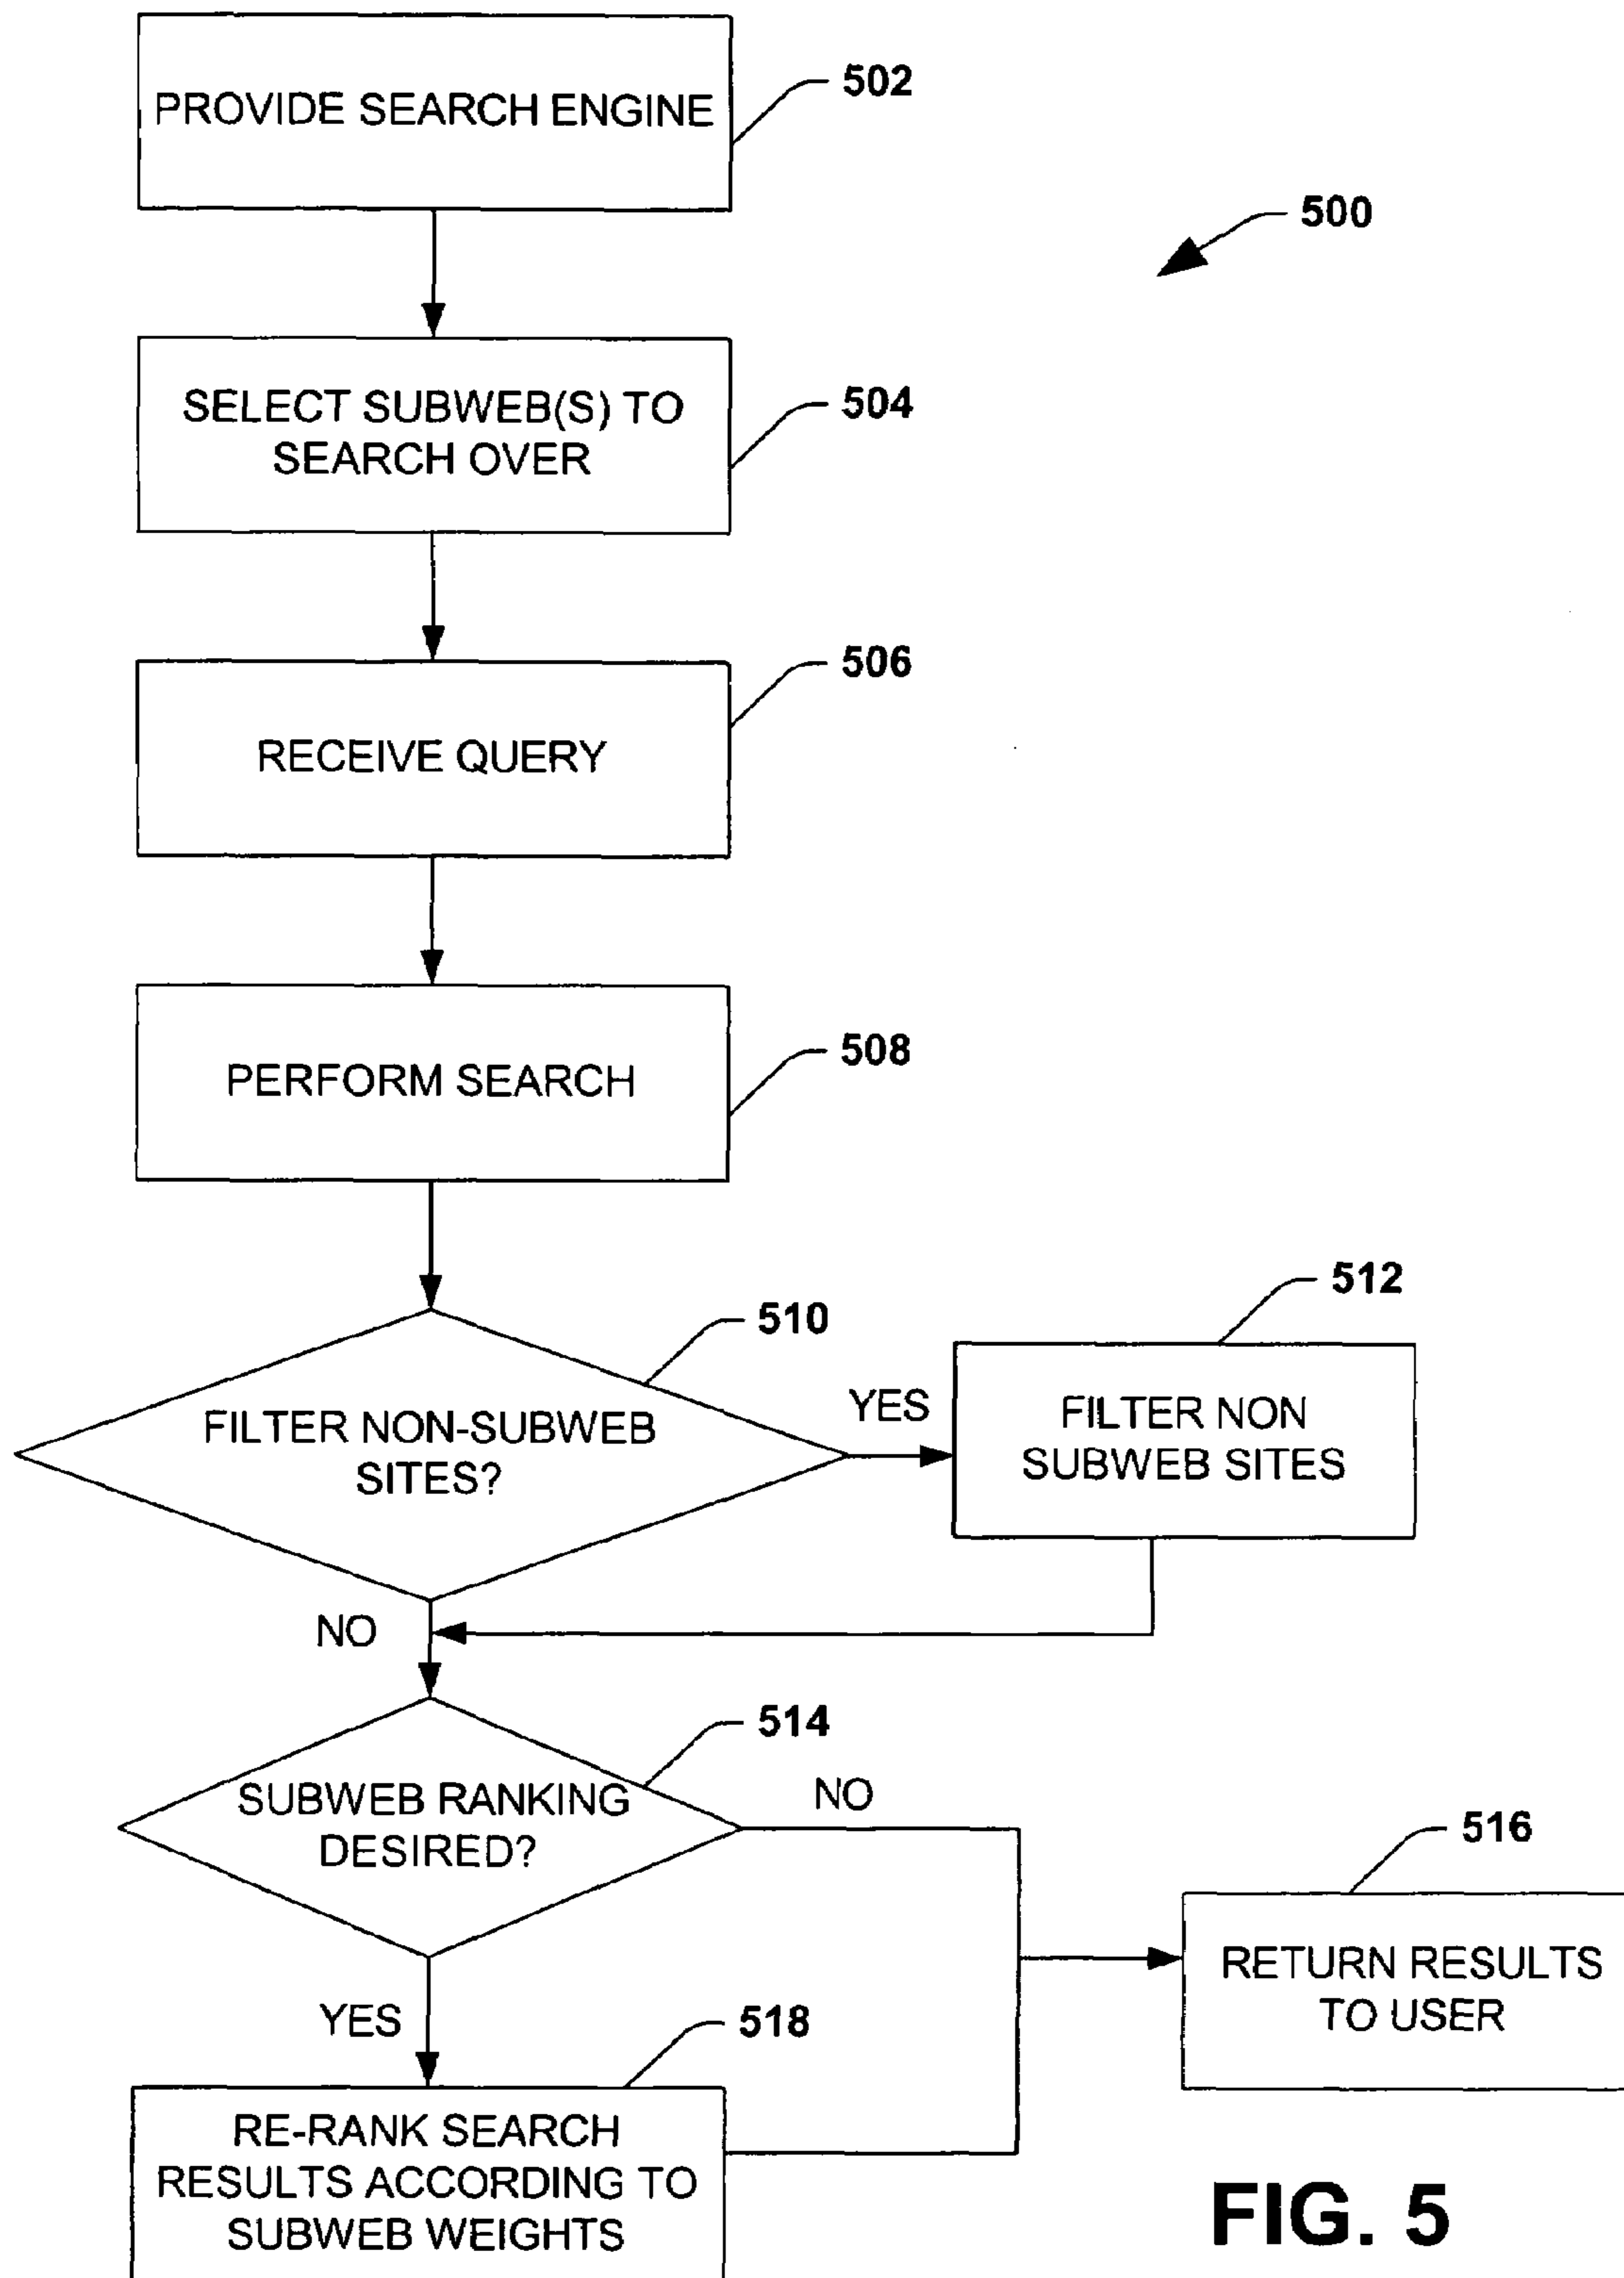 PROVIDE SEARCH ENGINE
502
500
SELECT SUBWEB(S) TO
SEARCH OVER
504
RECEIVE QUERY
506
PERFORM SEARCH
508
FILTER NON-SUBWEB
SITES?
510
YES
FILTER NON
SUBWEB SITES
512
NO
SUBWEB RANKING
DESIRED?
514
NO
RETURN RESULTS
TO USER
516
YES
RE-RANK SEARCH
RESULTS ACCORDING TO
SUBWEB WEIGHTS
518
FIG. 5